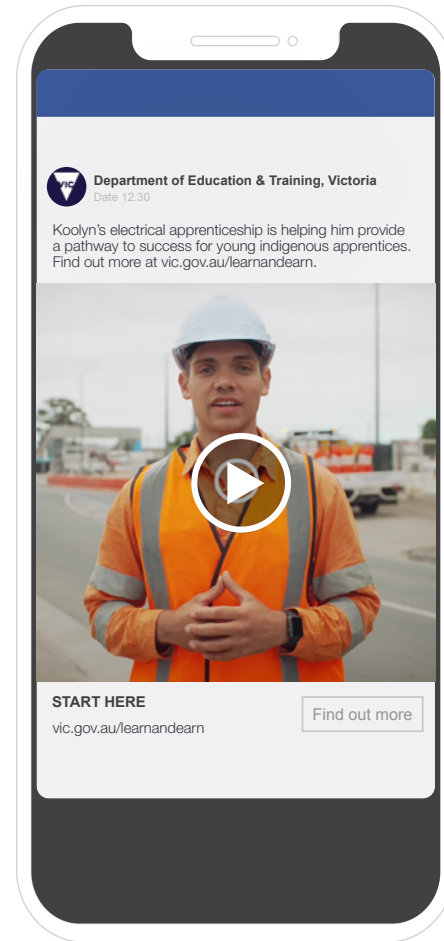 VIC
Department of Education & Training, Victoria
Date 12.30
Koolyn’s electrical apprenticeship is helping him provide
a pathway to success for young indigenous apprentices.
Find out more at vic.gov.au/learnandearn.
START HERE
vic.gov.au/learnandearn
Find out more